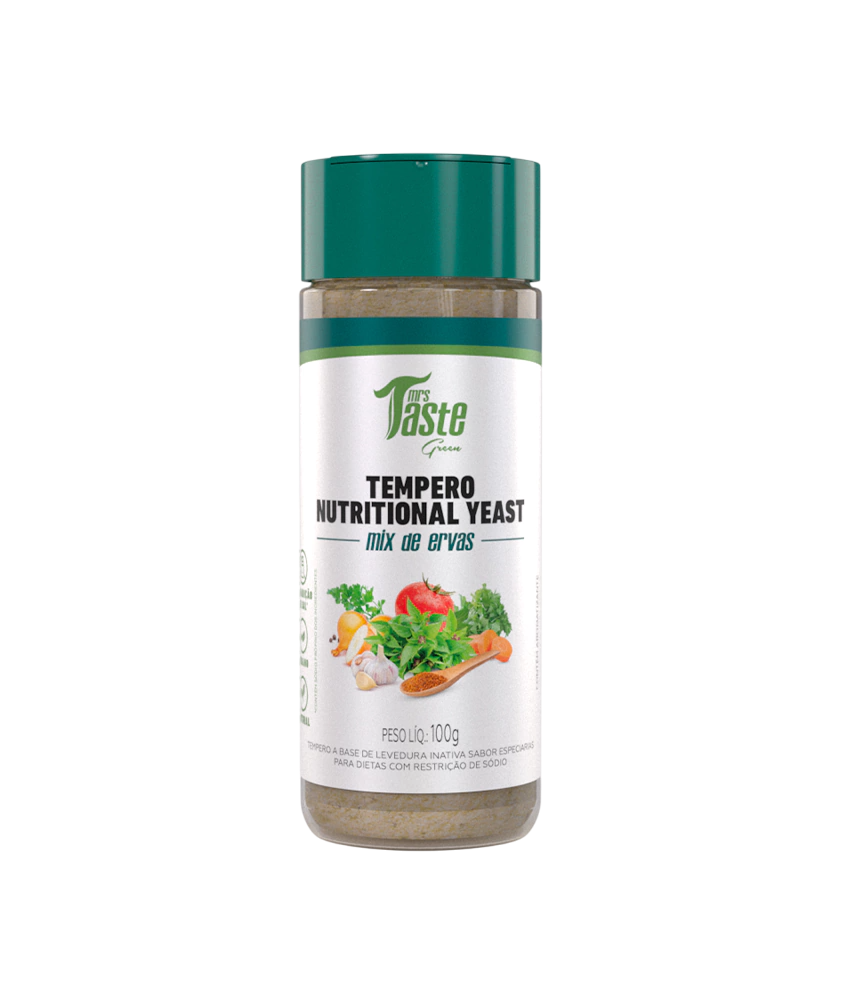 mrs
Taste
Green
TEMPERO
NUTRITIONAL YEAST
mix de ervas
PESO LÍQ.: 100g
TEMPERO A BASE DE LEVEDURA INATIVA SABOR ESPECIARIAS
PARA DIETAS COM RESTRIÇÃO DE SÓDIO